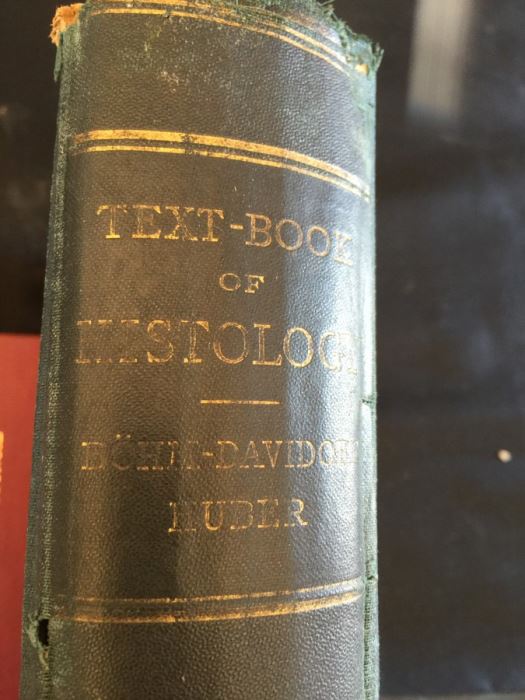 TEXT-BOOK
OF
HISTOLOGY
BÖHM-DAVIDOFF
HUBER